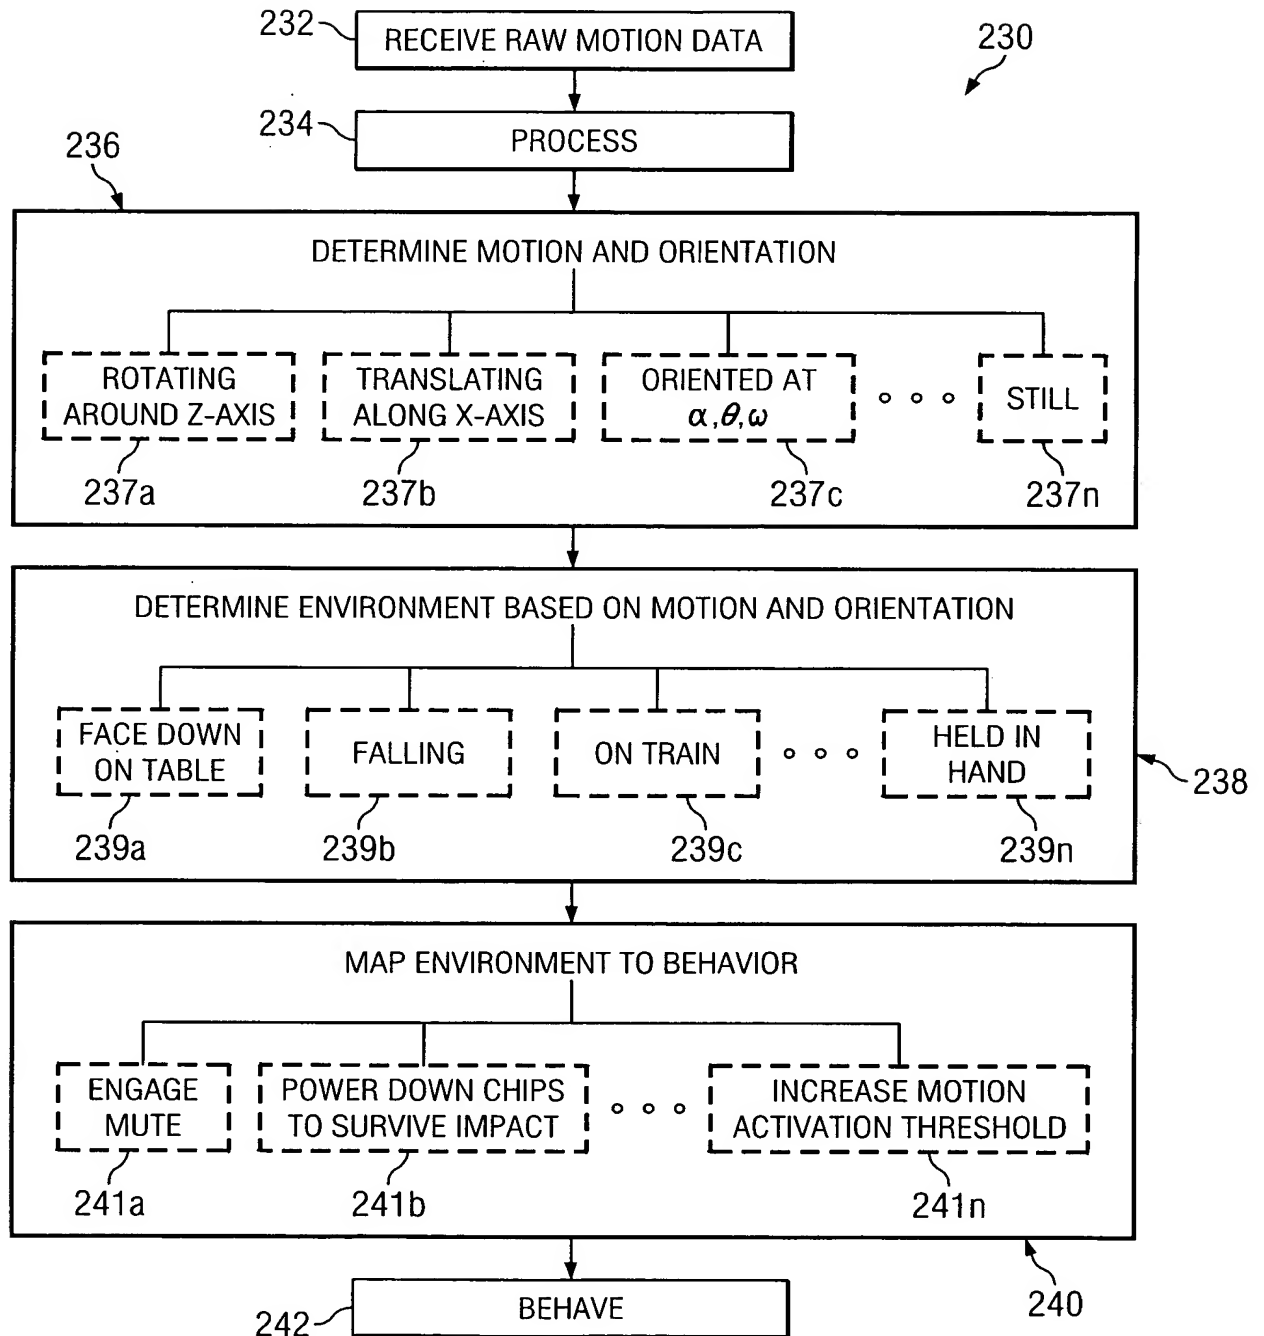 232
RECEIVE RAW MOTION DATA
230
234
PROCESS
236
DETERMINE MOTION AND ORIENTATION
ROTATING
AROUND Z-AXIS
TRANSLATING
ALONG X-AXIS
ORIENTED AT
α,θ,ω
STILL
237a
237b
237c
237n
DETERMINE ENVIRONMENT BASED ON MOTION AND ORIENTATION
FACE DOWN
ON TABLE
FALLING
ON TRAIN
HELD IN
HAND
238
239a
239b
239c
239n
MAP ENVIRONMENT TO BEHAVIOR
ENGAGE
MUTE
POWER DOWN CHIPS
TO SURVIVE IMPACT
INCREASE MOTION
ACTIVATION THRESHOLD
241a
241b
241n
240
242
BEHAVE